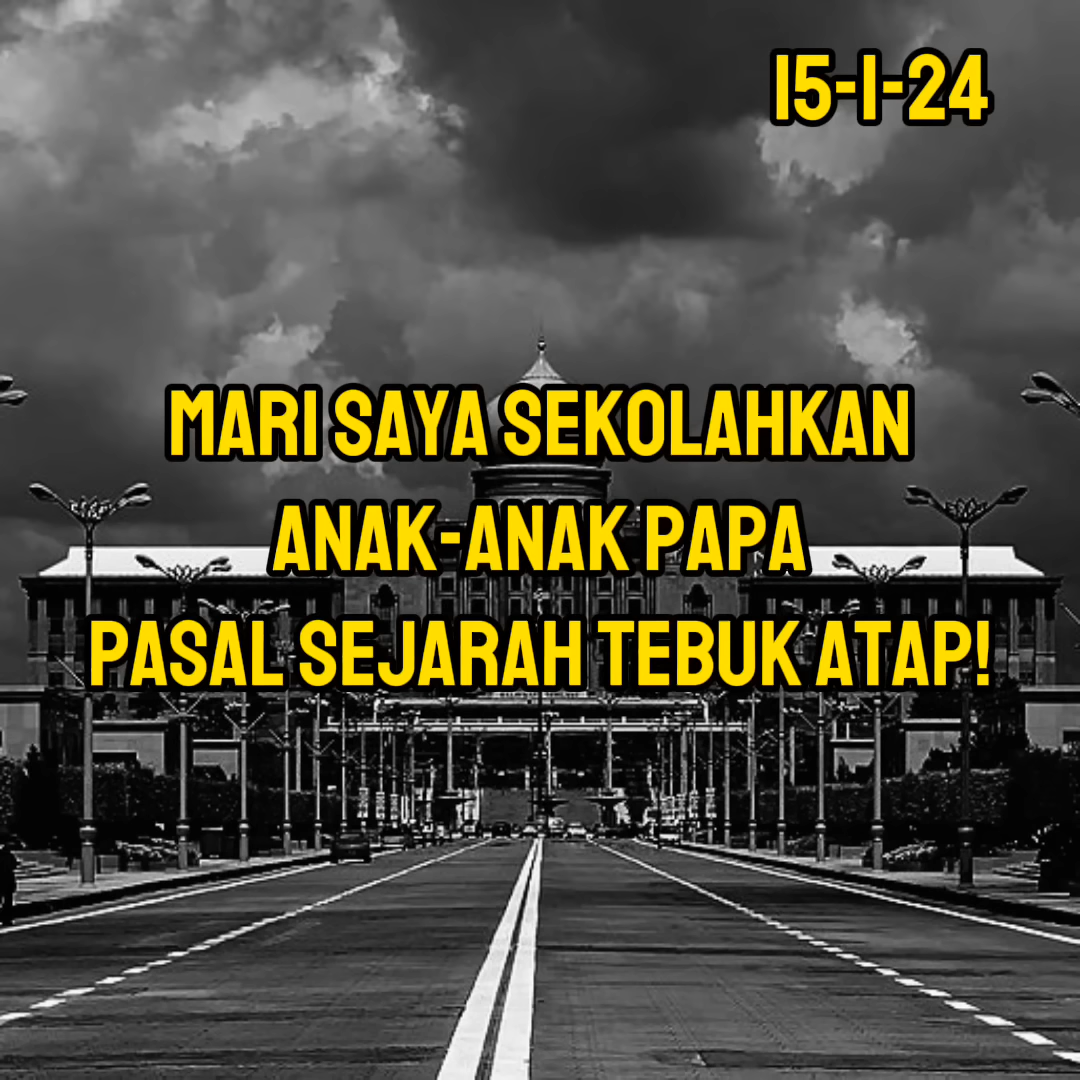 15-1-24
MARI SAYA SEKOLAHKAN
ANAK-ANAK PAPA
PASAL SEJARAH TEBUK ATAP!